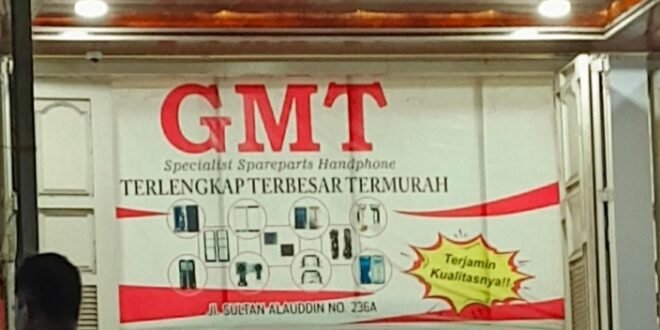 GMT
Specialist Spareparts Handphone
TERLENGKAP TERBESAR TERMURAH
Terjamin
Kualitasnya!!
JL. SULTAN ALAUDDIN NO. 236A